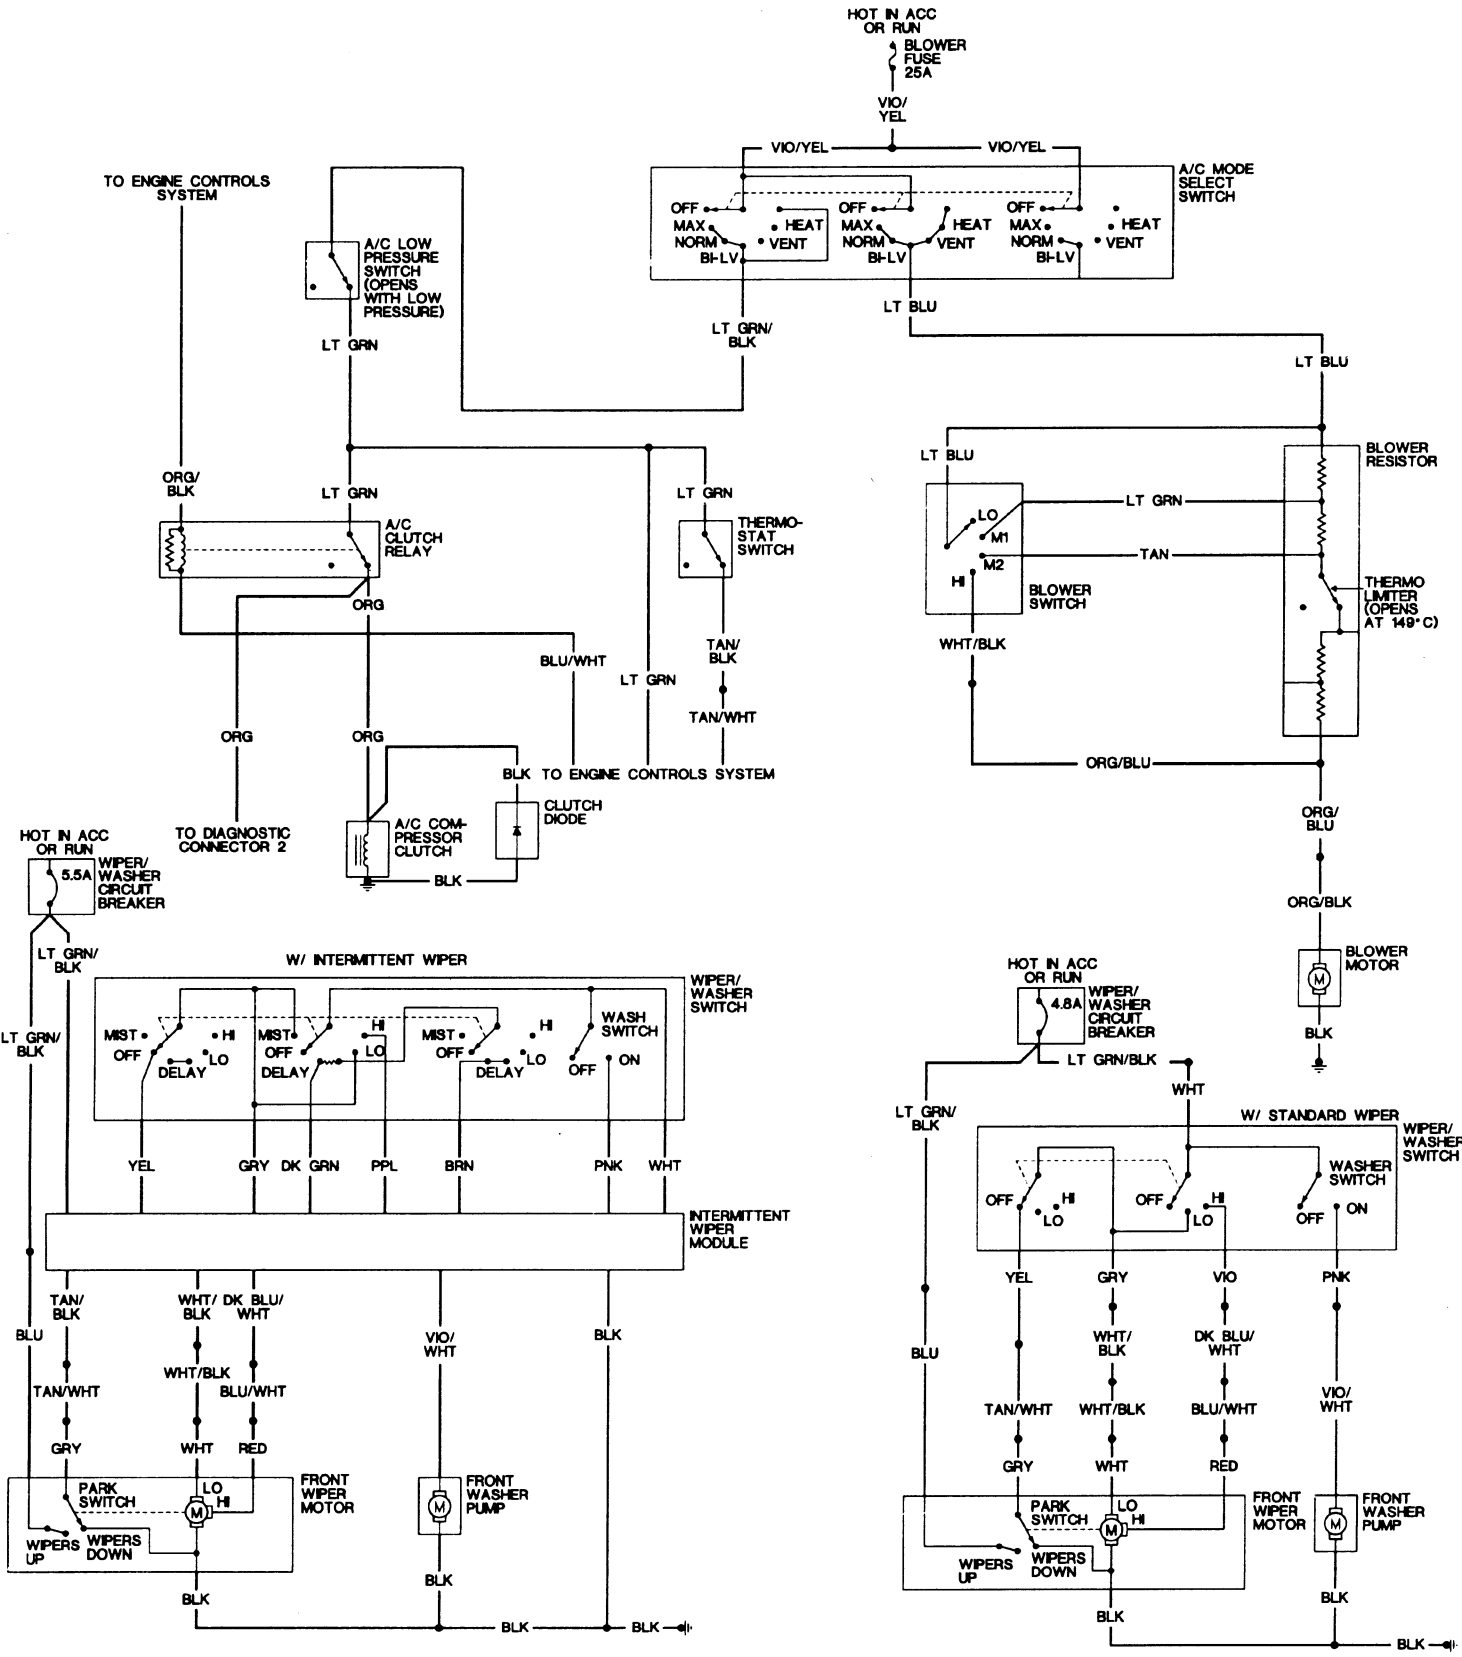 HOT IN ACC
OR RUN
BLOWER
FUSE
25A
VIO/
YEL
VIO/YEL
VIO/YEL
A/C MODE
SELECT
SWITCH
OFF
MAX
NORM
BI-LV
HEAT
VENT
OFF
MAX
NORM
BI-LV
HEAT
VENT
OFF
MAX
NORM
BI-LV
HEAT
VENT
TO ENGINE CONTROLS
SYSTEM
A/C LOW
PRESSURE
SWITCH
(OPENS
WITH LOW
PRESSURE)
LT GRN
LT GRN/
BLK
LT BLU
LT BLU
ORG/
BLK
LT GRN
LT GRN
A/C
CLUTCH
RELAY
THERMO-
STAT
SWITCH
LT BLU
BLOWER
RESISTOR
LT GRN
LO
M1
M2
HI
TAN
BLOWER
SWITCH
THERMO
LIMITER
(OPENS
AT 149°C)
ORG
BLU/WHT
TAN/
BLK
LT GRN
WHT/BLK
TAN/WHT
ORG
ORG
ORG/BLU
BLK
TO ENGINE CONTROLS SYSTEM
CLUTCH
DIODE
TO DIAGNOSTIC
CONNECTOR 2
A/C COM-
PRESSOR
CLUTCH
BLK
ORG/
BLU
ORG/BLK
BLOWER
MOTOR
M
BLK
HOT IN ACC
OR RUN
5.5A
WIPER/
WASHER
CIRCUIT
BREAKER
LT GRN/
BLK
LT GRN/
BLK
W/ INTERMITTENT WIPER
WIPER/
WASHER
SWITCH
MIST
OFF
DELAY
LO
HI
MIST
OFF
DELAY
LO
HI
MIST
OFF
DELAY
LO
HI
WASH
SWITCH
OFF
ON
YEL
GRY
DK GRN
PPL
BRN
PNK
WHT
INTERMITTENT
WIPER
MODULE
TAN/
BLK
WHT/
BLK
DK BLU/
WHT
BLU
VIO/
WHT
BLK
TAN/WHT
WHT/BLK
BLU/WHT
GRY
WHT
RED
PARK
SWITCH
LO
HI
M
WIPERS
UP
WIPERS
DOWN
FRONT
WIPER
MOTOR
M
FRONT
WASHER
PUMP
BLK
BLK
BLK
BLK
HOT IN ACC
OR RUN
4.8A
WIPER/
WASHER
CIRCUIT
BREAKER
LT GRN/BLK
WHT
LT GRN/
BLK
W/ STANDARD WIPER
WIPER/
WASHER
SWITCH
OFF
LO
HI
OFF
LO
HI
WASHER
SWITCH
OFF
ON
YEL
GRY
VIO
PNK
BLU
WHT/
BLK
DK BLU/
WHT
VIO/
WHT
TAN/WHT
WHT/BLK
BLU/WHT
GRY
WHT
RED
PARK
SWITCH
LO
HI
M
WIPERS
UP
WIPERS
DOWN
FRONT
WIPER
MOTOR
M
FRONT
WASHER
PUMP
BLK
BLK
BLK